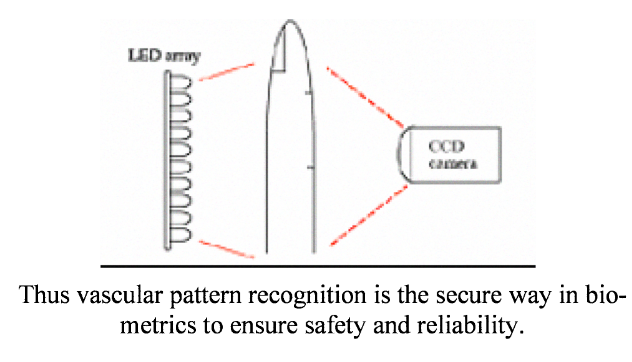 LED array
CCD
camera
Thus vascular pattern recognition is the secure way in bio-
metrics to ensure safety and reliability.